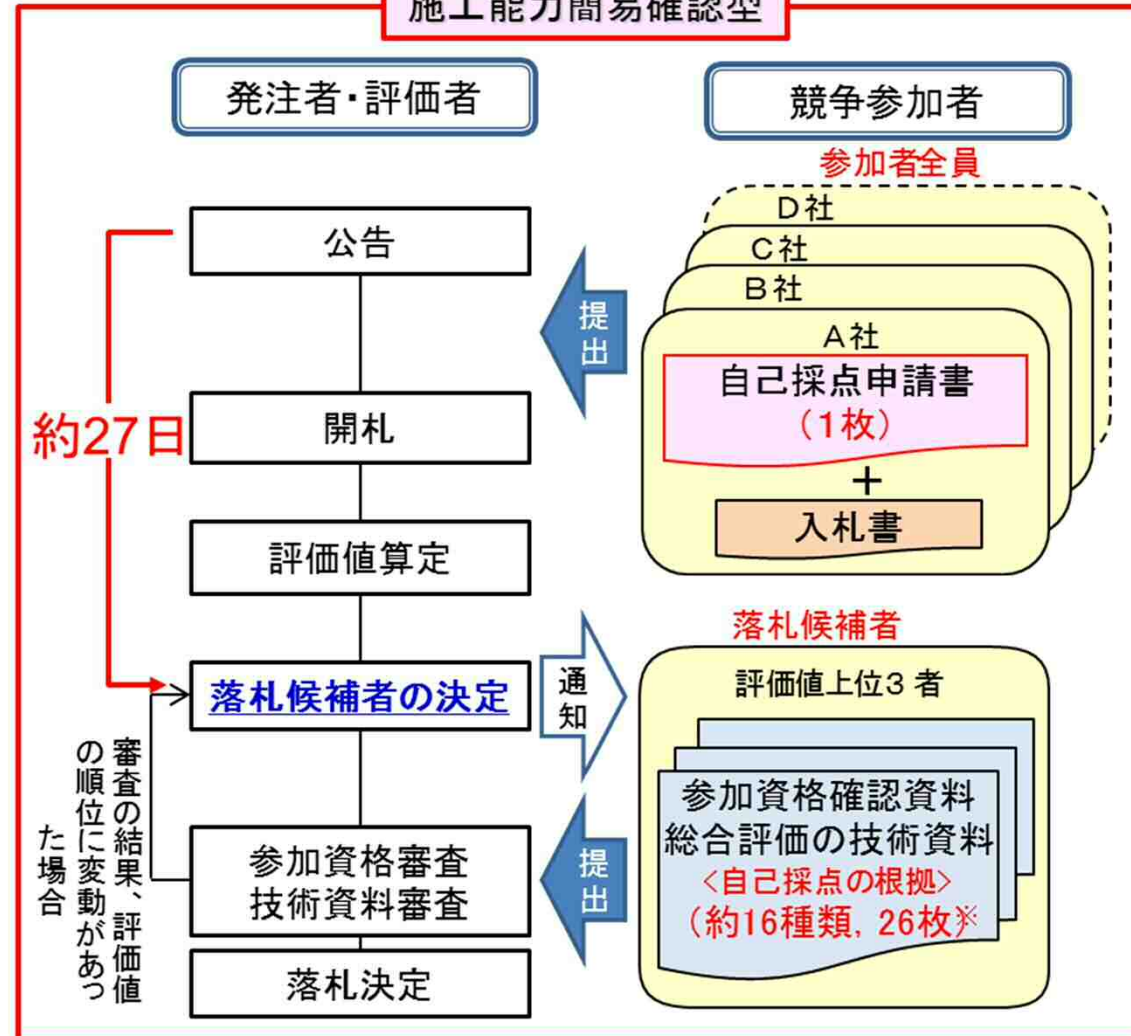 施工能力簡易確認型
発注者・評価者
競争参加者
参加者全員
D社
C社
B社
A社
自己採点申請書
（1枚）
＋
入札書
提出
公告
約27日
開札
評価値算定
落札候補者の決定
通知
落札候補者
評価値上位3 者
参加資格確認資料
総合評価の技術資料
<自己採点の根拠>
（約16種類, 26枚）※
提出
審査の結果、評価値
の順位に変動があっ
た場合
参加資格審査
技術資料審査
落札決定